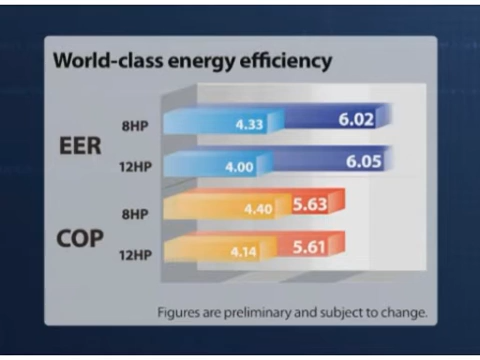 World-class energy efficiency
EER
8HP 4.33 6.02
12HP 4.00 6.05
COP
8HP 4.40 5.63
12HP 4.14 5.61
Figures are preliminary and subject to change.